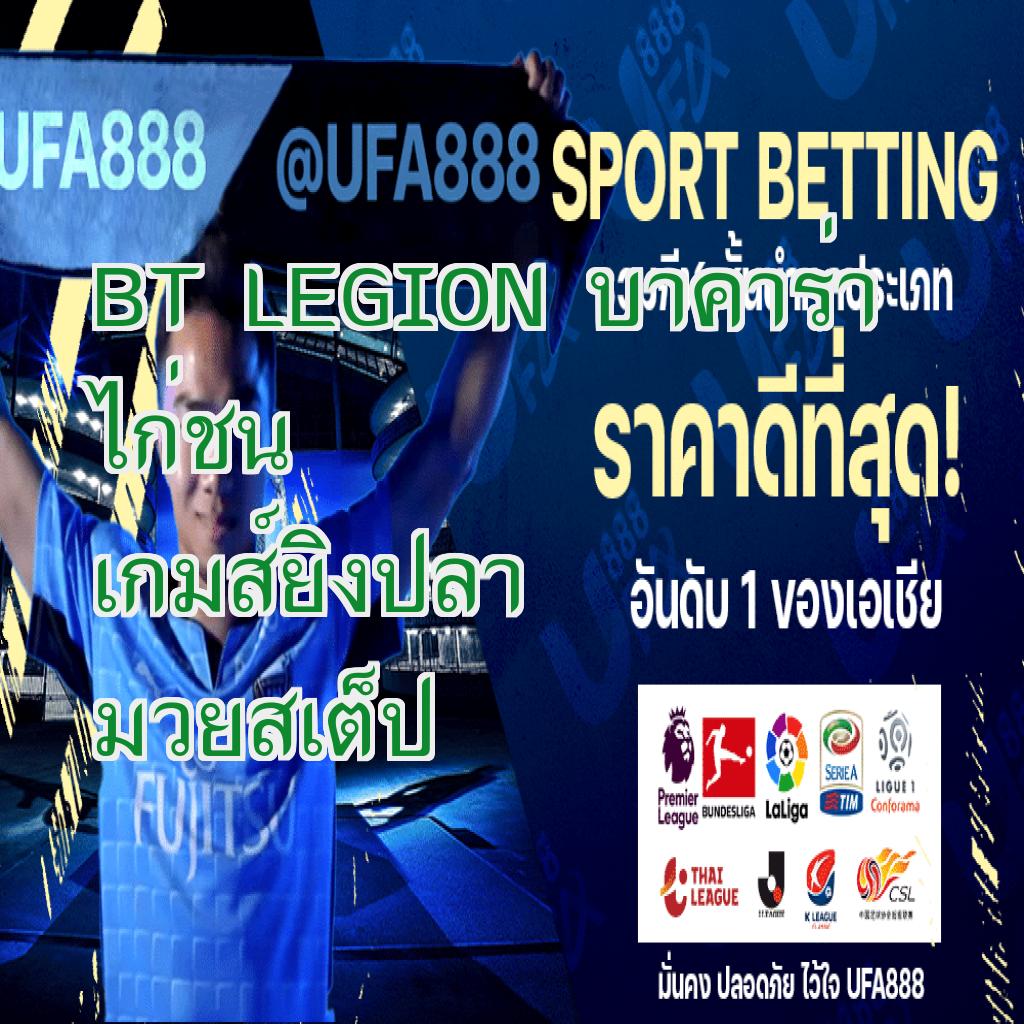 UFA888
@UFA888
SPORT BETTING
BT LEGION บาคาร่า
ราคาดีที่สุด!
ไก่ชน
เกมส์ยิงปลา
อันดับ 1 ของเอเชีย
มวยสเต็ป
FUJITSU
Premier League
BUNDESLIGA
LaLiga
SERIE A
TIM
LIGUE 1
Conforama
THAI LEAGUE
J.LEAGUE
K LEAGUE
CSL
มั่นคง ปลอดภัย ไว้ใจ UFA888